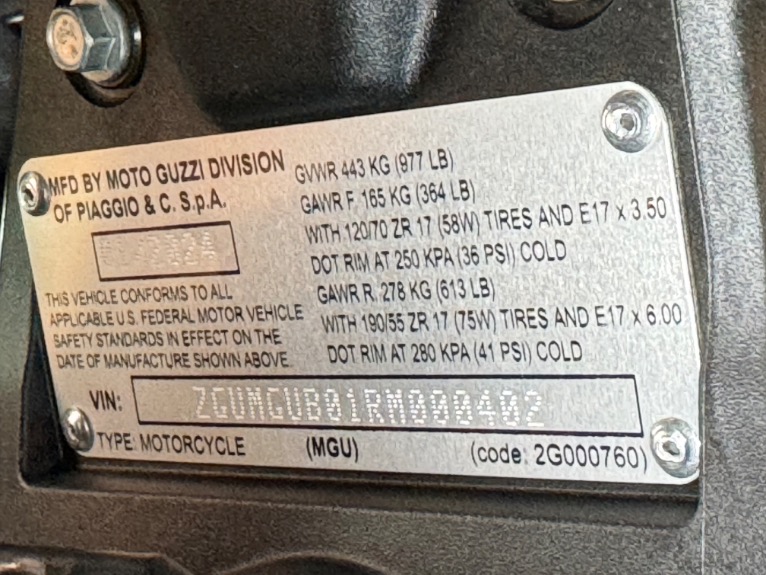 MFD BY MOTO GUZZI DIVISION
OF PIAGGIO & C. S.p.A.
THIS VEHICLE CONFORMS TO ALL
APPLICABLE U.S. FEDERAL MOTOR VEHICLE
SAFETY STANDARDS IN EFFECT ON THE
DATE OF MANUFACTURE SHOWN ABOVE.
GVWR 443 KG (977 LB)
GAWR F. 165 KG (364 LB)
WITH 120/70 ZR 17 (58W) TIRES AND E17 x 3.50
DOT RIM AT 250 KPA (36 PSI) COLD
GAWR R. 278 KG (613 LB)
WITH 190/55 ZR 17 (75W) TIRES AND E17 x 6.00
DOT RIM AT 280 KPA (41 PSI) COLD
VIN: ZGUMGUB01RM000402
TYPE: MOTORCYCLE (MGU) (code: 2G000760)